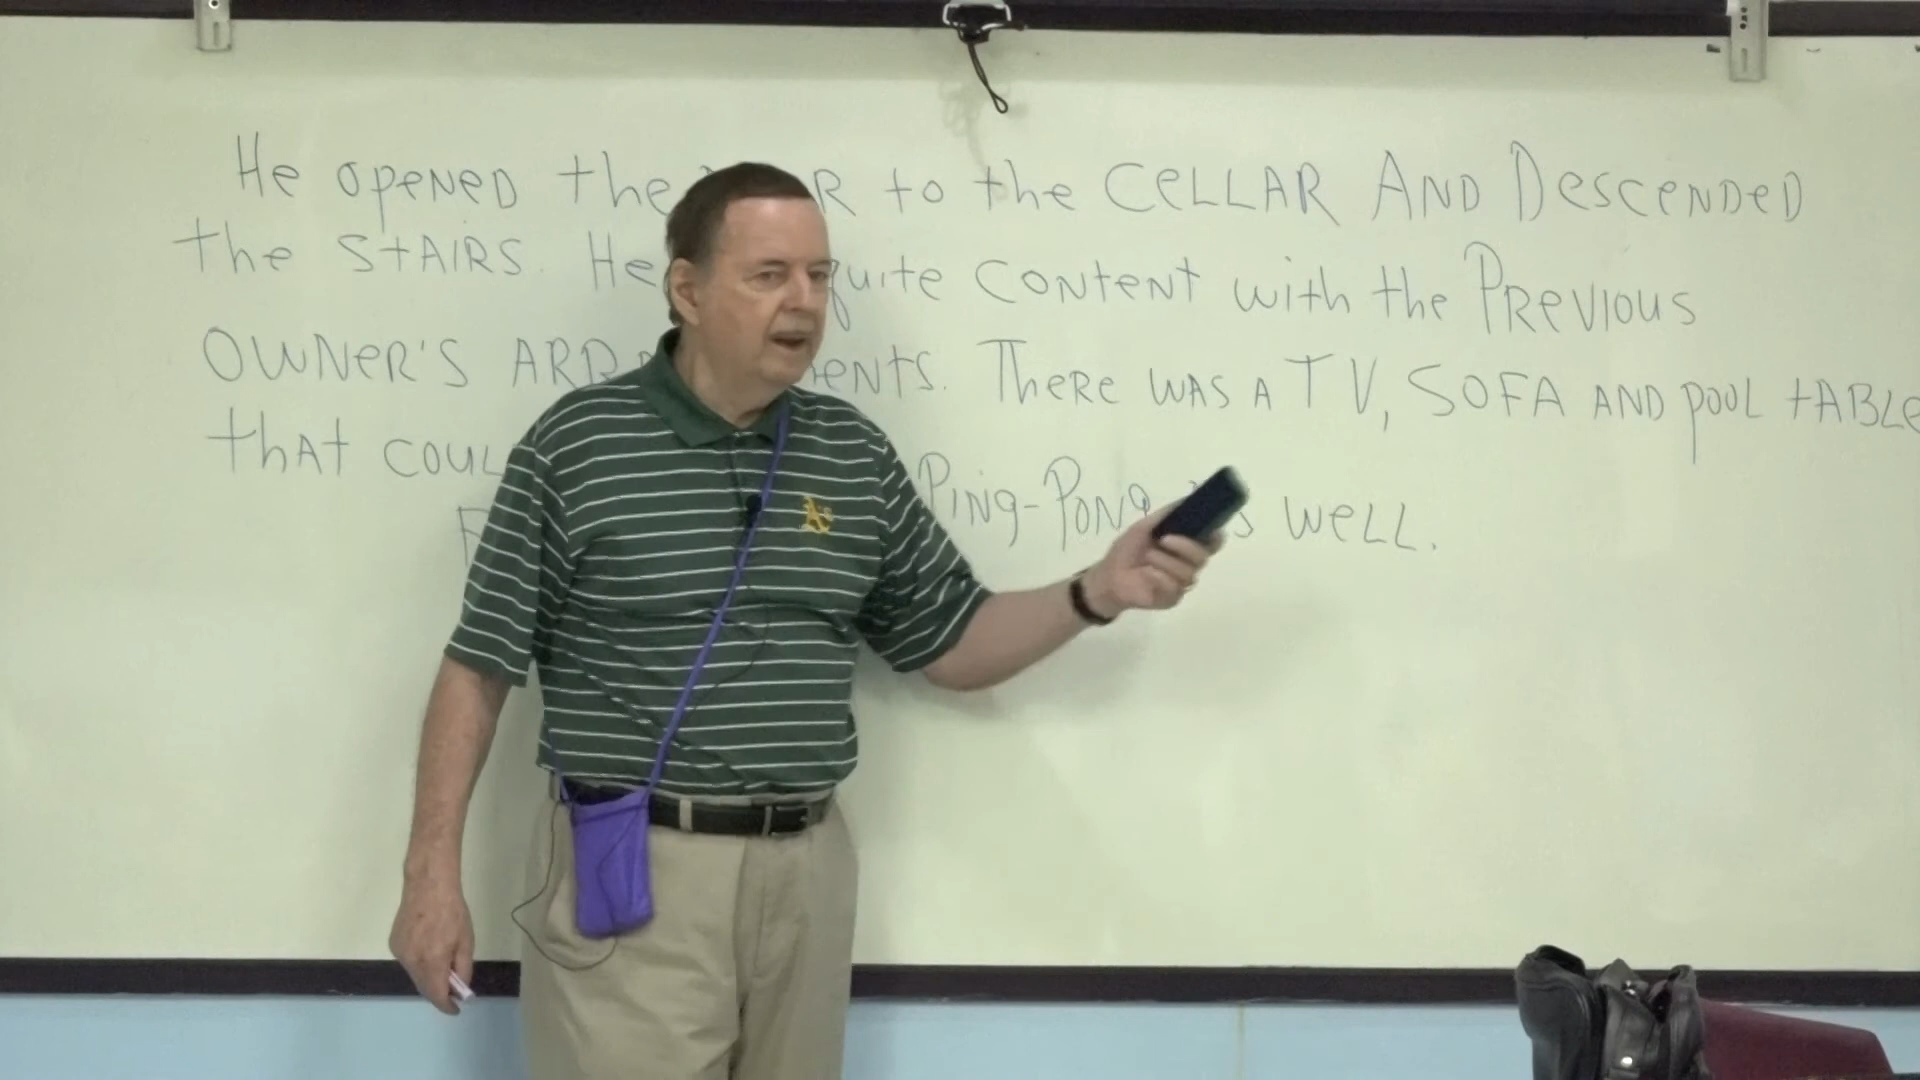 He opeNeD the R to the CeLLAR AND DesceNDeD
the StAIRS. He quite CoNteNt with the PReVIOUS
OWNeR'S ARRA eNtS. TheRe WAS A TV, SOFA AND pooL tABLe
thAt COUL PiNg-PoNg s WeLL.
A's